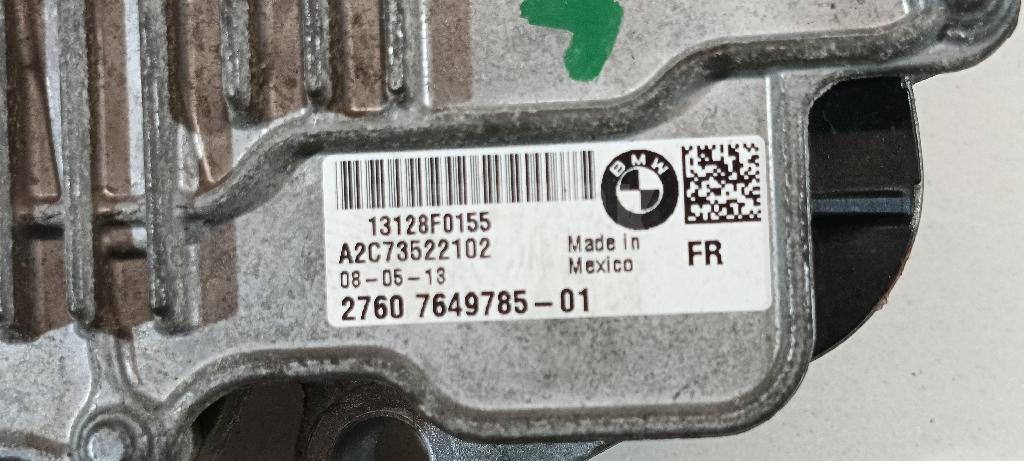 BMW
13128F0155
A2C73522102
Made in
Mexico
FR
08-05-13
2760 7649785-01